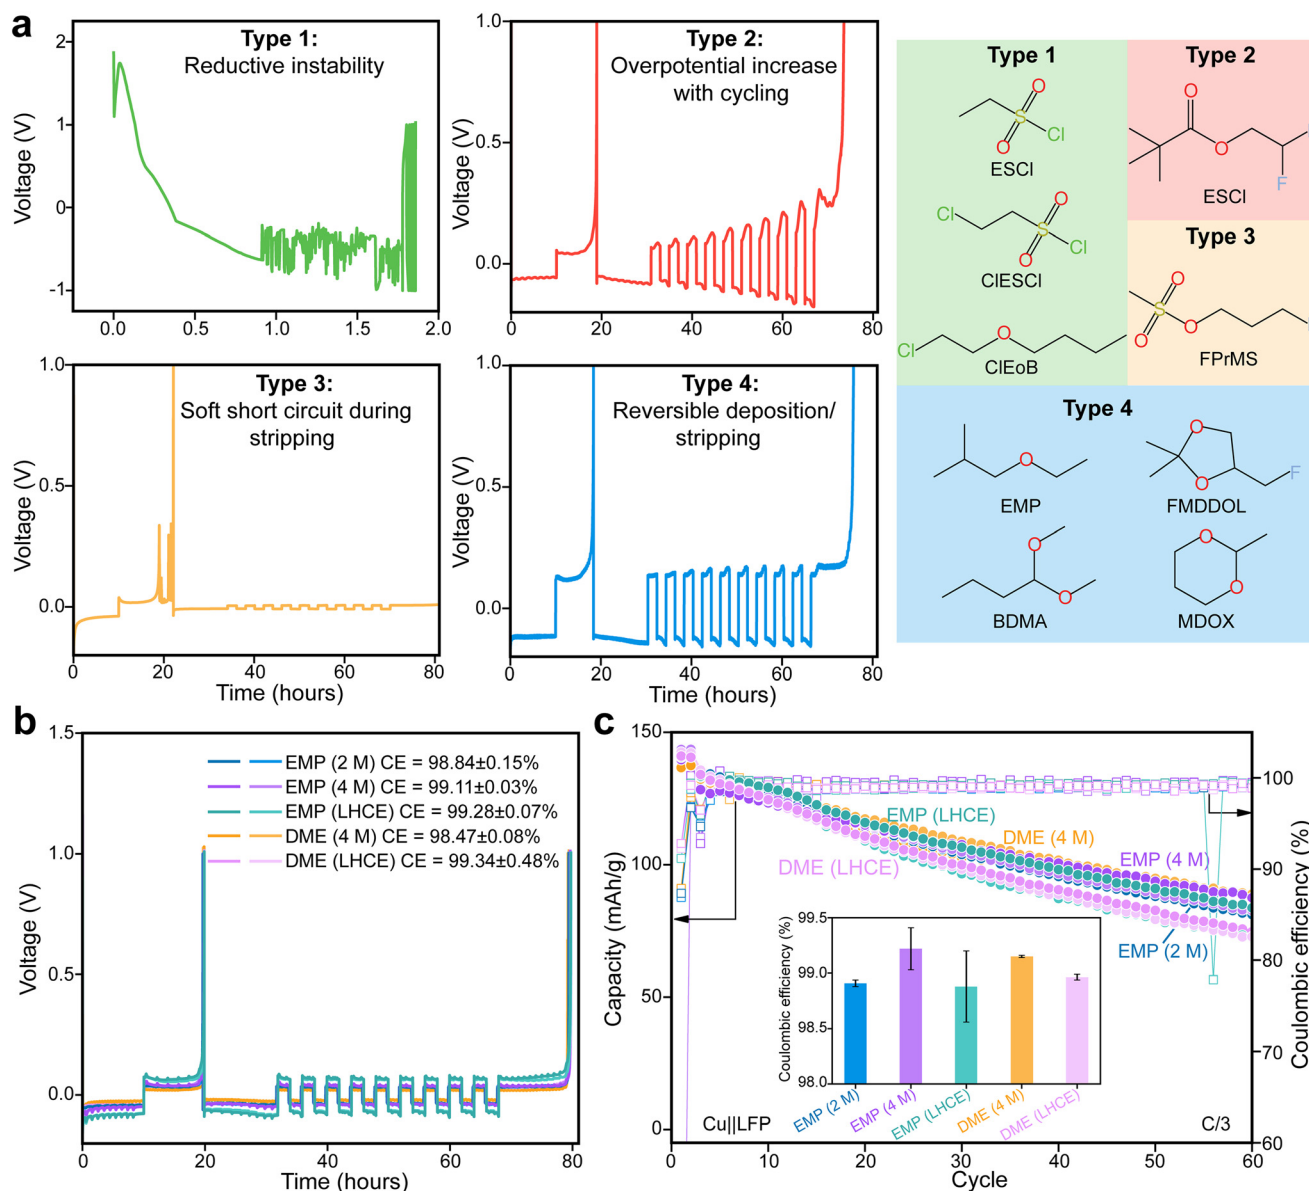 a
Type 1:
Reductive instability
Voltage (V)
2
1
0
-1
0.0
0.5
1.0
1.5
2.0
Type 2:
Overpotential increase
with cycling
Voltage (V)
1.0
0.5
0.0
0
20
40
60
80
Type 3:
Soft short circuit during
stripping
Voltage (V)
1.0
0.5
0.0
0
20
40
60
80
Time (hours)
Type 4:
Reversible deposition/
stripping
Voltage (V)
1.0
0.5
0.0
0
20
40
60
80
Time (hours)
Type 1
O
S
Cl
O
ESCl
Cl
O
S
O
Cl
ClESCl
O
Cl
ClEoB
Type 2
O
O
F
ESCl
Type 3
O
S
O
O
FPrMS
Type 4
O
EMP
O
O
F
FMDDOL
O
O
BDMA
O
O
MDOX
b
Voltage (V)
1.5
1.0
0.5
0.0
EMP (2 M) CE = 98.84±0.15%
EMP (4 M) CE = 99.11±0.03%
EMP (LHCE) CE = 99.28±0.07%
DME (4 M) CE = 98.47±0.08%
DME (LHCE) CE = 99.34±0.48%
0
20
40
60
80
Time (hours)
c
Capacity (mAh/g)
150
100
50
0
EMP (LHCE)
DME (4 M)
EMP (4 M)
DME (LHCE)
EMP (2 M)
Coulombic efficiency (%)
99.5
99.0
98.5
98.0
EMP (2 M)
EMP (4 M)
EMP (LHCE)
DME (4 M)
DME (LHCE)
Cu||LFP
C/3
0
10
20
30
40
50
60
Cycle
100
90
80
70
60
Coulombic efficiency (%)